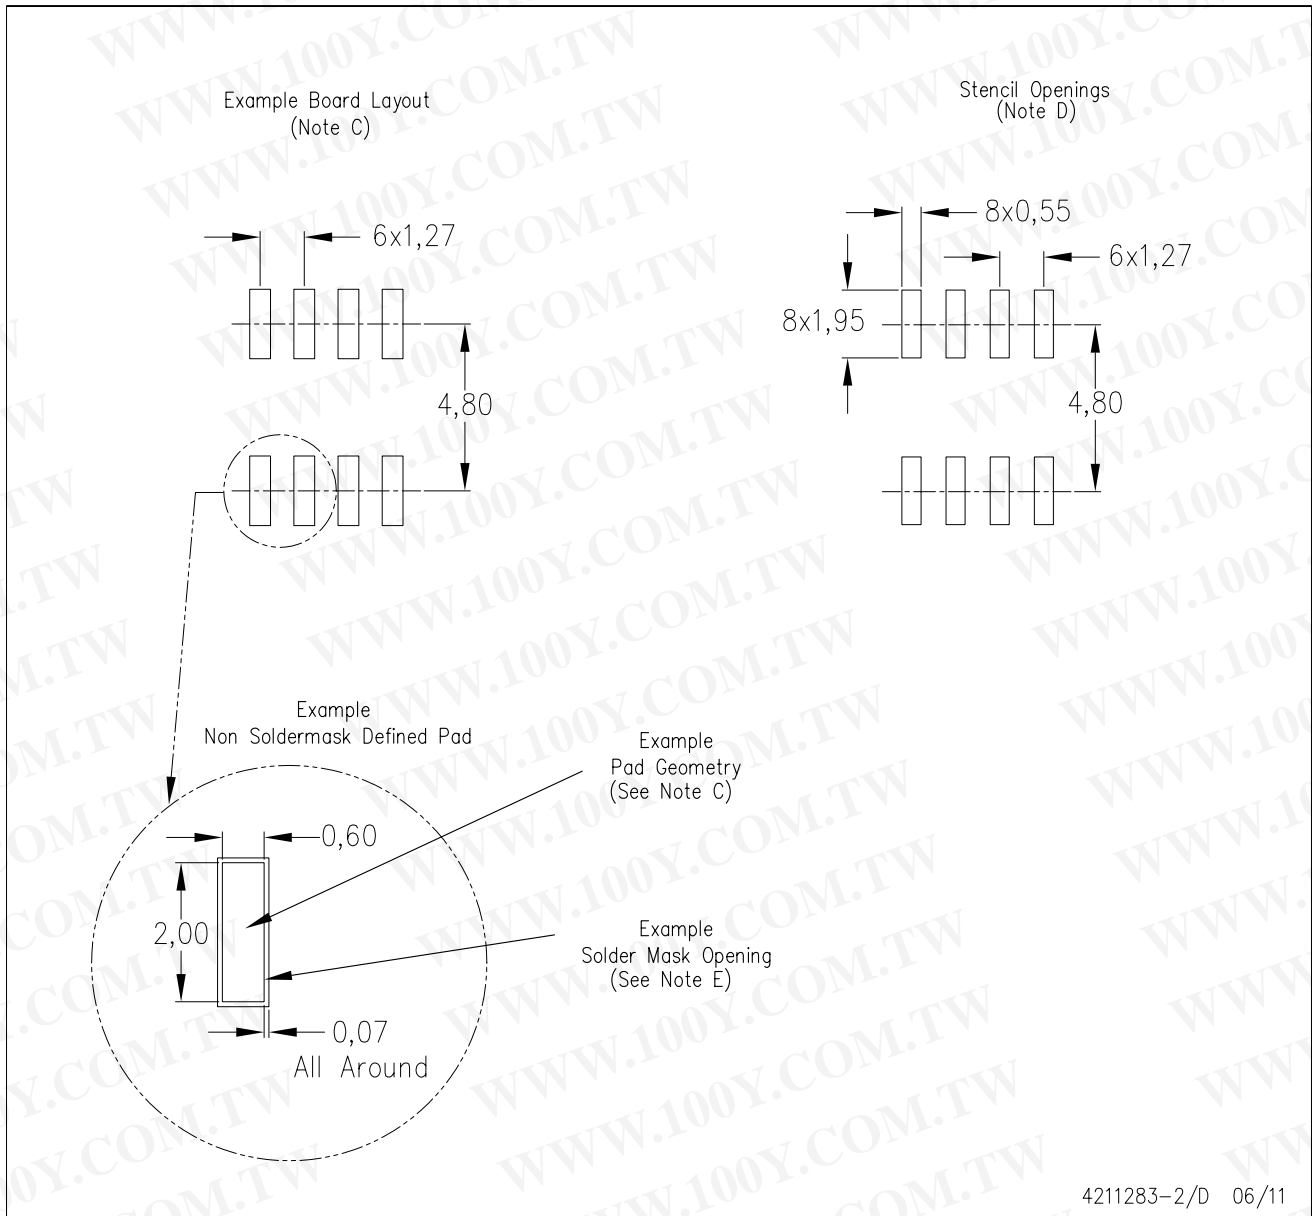 Example Board Layout
(Note C)
Stencil Openings
(Note D)
6x1,27
8x0,55
6x1,27
8x1,95
4,80
4,80
Example
Non Soldermask Defined Pad
Example
Pad Geometry
(See Note C)
0,60
2,00
Example
Solder Mask Opening
(See Note E)
0,07
All Around
4211283-2/D 06/11
WWW.100Y.COM.TW